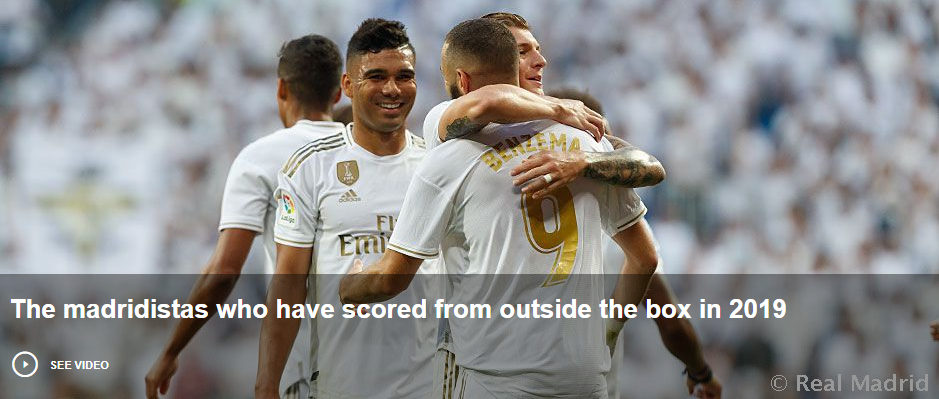 BENZEMA
9
adidas
LaLiga
Fly
Emirates
The madridistas who have scored from outside the box in 2019
SEE VIDEO
© Real Madrid